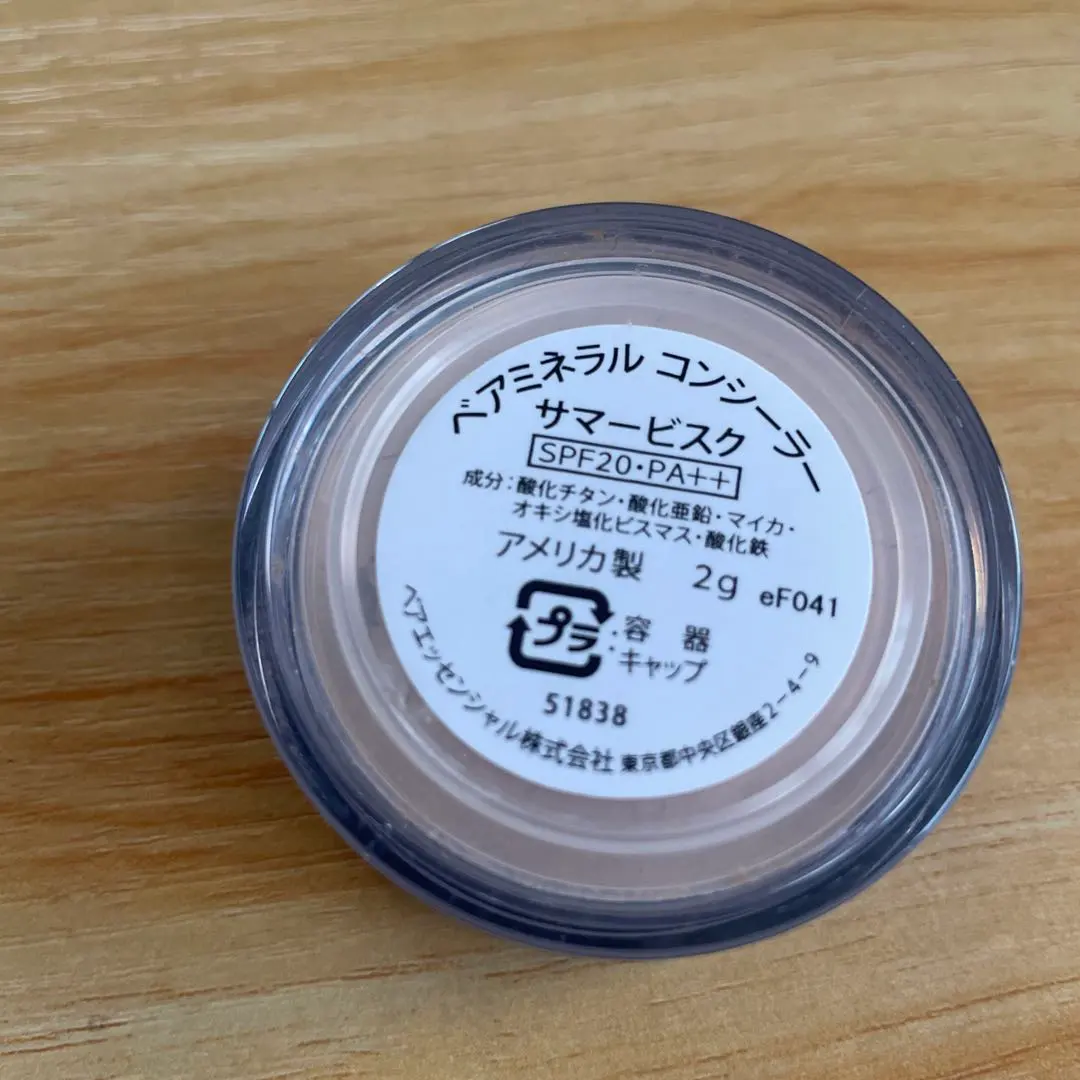 ベアミネラル コンシーラー
サマービスク
SPF20・PA++
成分：酸化チタン・酸化亜鉛・マイカ・
オキシ塩化ビスマス・酸化鉄
アメリカ製 2g eF041
プラ ・容器
・キャップ
51838
ベアエッセンシャル株式会社 東京都中央区銀座2-4-9